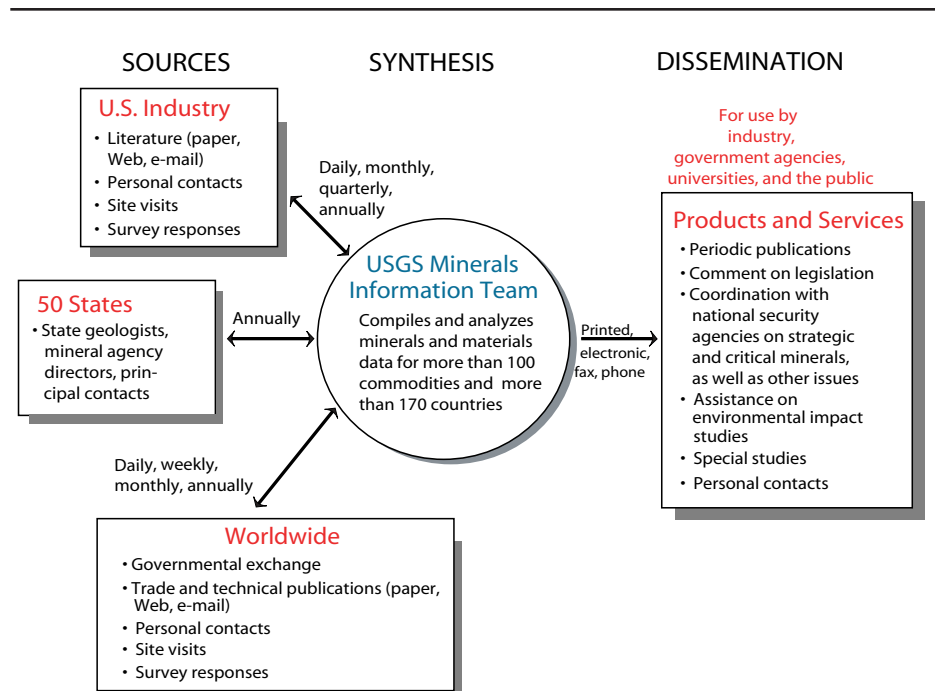 SOURCES
SYNTHESIS
DISSEMINATION
U.S. Industry
• Literature (paper,
Web, e-mail)
• Personal contacts
• Site visits
• Survey responses
Daily, monthly,
quarterly,
annually
50 States
• State geologists,
mineral agency
directors, prin-
cipal contacts
Annually
Daily, weekly,
monthly, annually
Worldwide
• Governmental exchange
• Trade and technical publications (paper,
Web, e-mail)
• Personal contacts
• Site visits
• Survey responses
USGS Minerals
Information Team
Compiles and analyzes
minerals and materials
data for more than 100
commodities and more
than 170 countries
Printed,
electronic,
fax, phone
For use by
industry,
government agencies,
universities, and the public
Products and Services
• Periodic publications
• Comment on legislation
• Coordination with
national security
agencies on strategic
and critical minerals,
as well as other issues
• Assistance on
environmental impact
studies
• Special studies
• Personal contacts